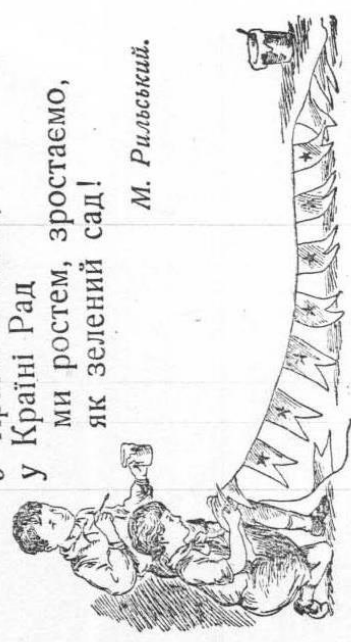 у Країні Рад
ми ростем, зростаємо,
як зелений сад!
М. Рильський.